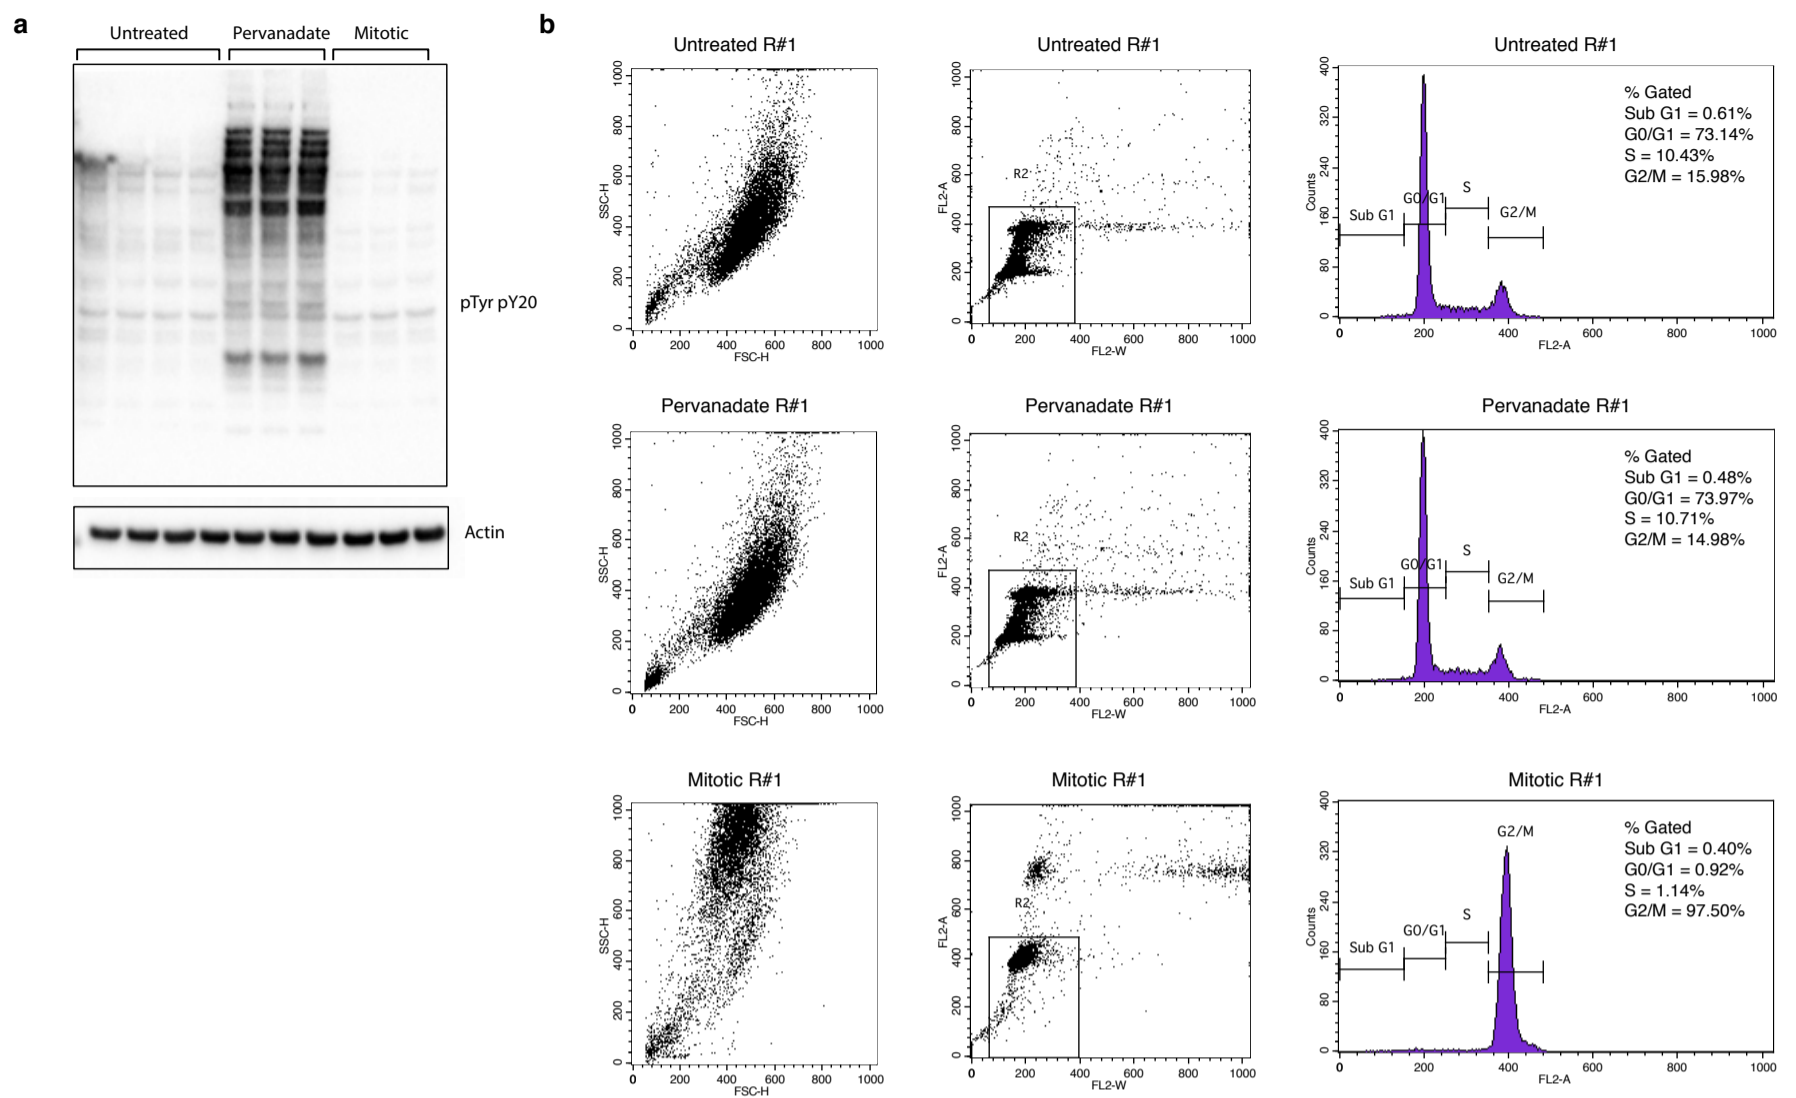 a
Untreated Pervanadate Mitotic
pTyr pY20
Actin
b
Untreated R#1
SSC-H
0 200 400 600 800 1000
0 200 400 600 800 1000
FSC-H
Untreated R#1
FL2-A
0 200 400 600 800 1000
R2
0 200 400 600 800 1000
FL2-W
Untreated R#1
Counts
0 80 160 240 320 400
Sub G1
G0/G1
S
G2/M
% Gated
Sub G1 = 0.61%
G0/G1 = 73.14%
S = 10.43%
G2/M = 15.98%
0 200 400 600 800 1000
FL2-A
Pervanadate R#1
SSC-H
0 200 400 600 800 1000
0 200 400 600 800 1000
FSC-H
Pervanadate R#1
FL2-A
0 200 400 600 800 1000
R2
0 200 400 600 800 1000
FL2-W
Pervanadate R#1
Counts
0 80 160 240 320 400
Sub G1
G0/G1
S
G2/M
% Gated
Sub G1 = 0.48%
G0/G1 = 73.97%
S = 10.71%
G2/M = 14.98%
0 200 400 600 800 1000
FL2-A
Mitotic R#1
SSC-H
0 200 400 600 800 1000
0 200 400 600 800 1000
FSC-H
Mitotic R#1
FL2-A
0 200 400 600 800 1000
R2
0 200 400 600 800 1000
FL2-W
Mitotic R#1
Counts
0 80 160 240 320 400
Sub G1
G0/G1
S
G2/M
% Gated
Sub G1 = 0.40%
G0/G1 = 0.92%
S = 1.14%
G2/M = 97.50%
0 200 400 600 800 1000
FL2-A